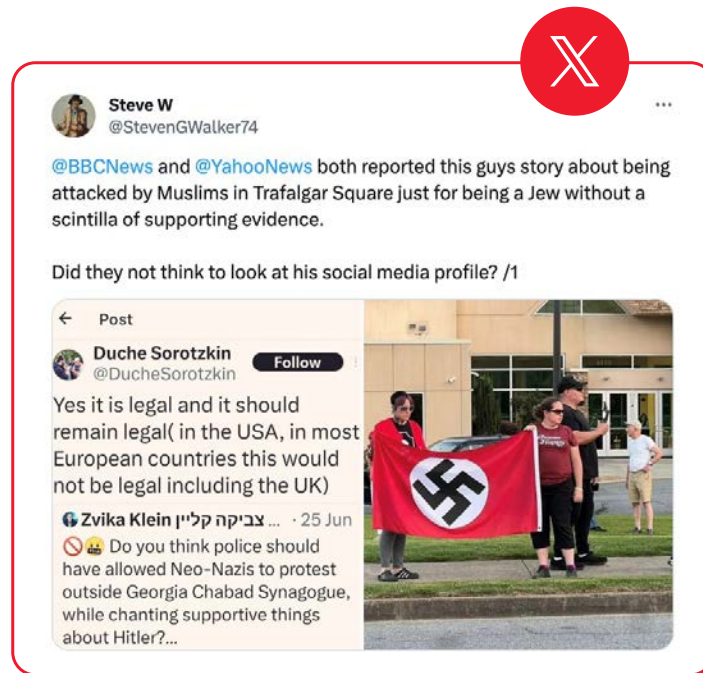 Steve W
@StevenGWalker74
@BBCNews and @YahooNews both reported this guys story about being
attacked by Muslims in Trafalgar Square just for being a Jew without a
scintilla of supporting evidence.
Did they not think to look at his social media profile? /1
Post
Duche Sorotzkin
@DucheSorotzkin
Follow
Yes it is legal and it should
remain legal( in the USA, in most
European countries this would
not be legal including the UK)
Zvika Klein צביקה קליין ... · 25 Jun
🚫🤬 Do you think police should
have allowed Neo-Nazis to protest
outside Georgia Chabad Synagogue,
while chanting supportive things
about Hitler?...